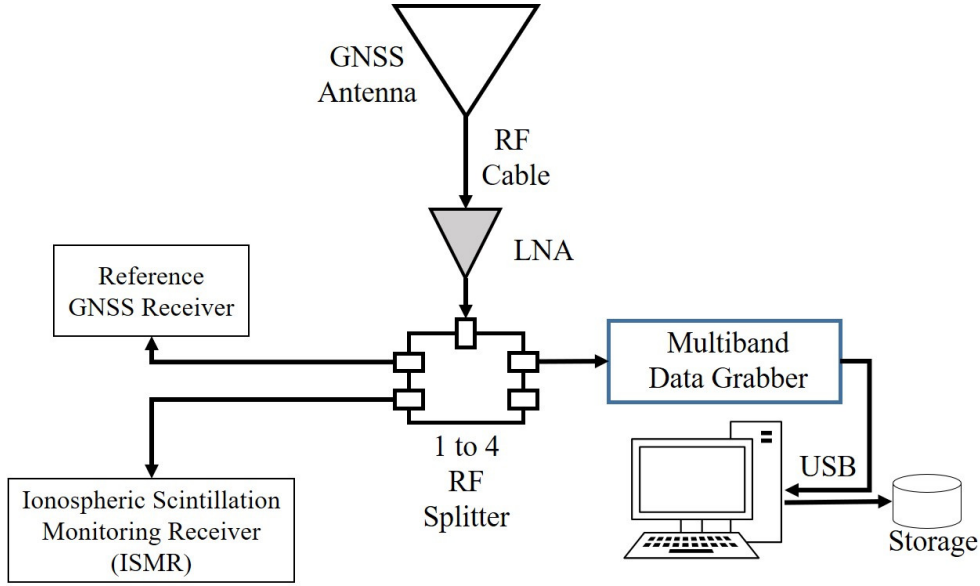 GNSS
Antenna
RF
Cable
LNA
Reference
GNSS Receiver
Multiband
Data Grabber
1 to 4
RF
Splitter
USB
Ionospheric Scintillation
Monitoring Receiver
(ISMR)
Storage